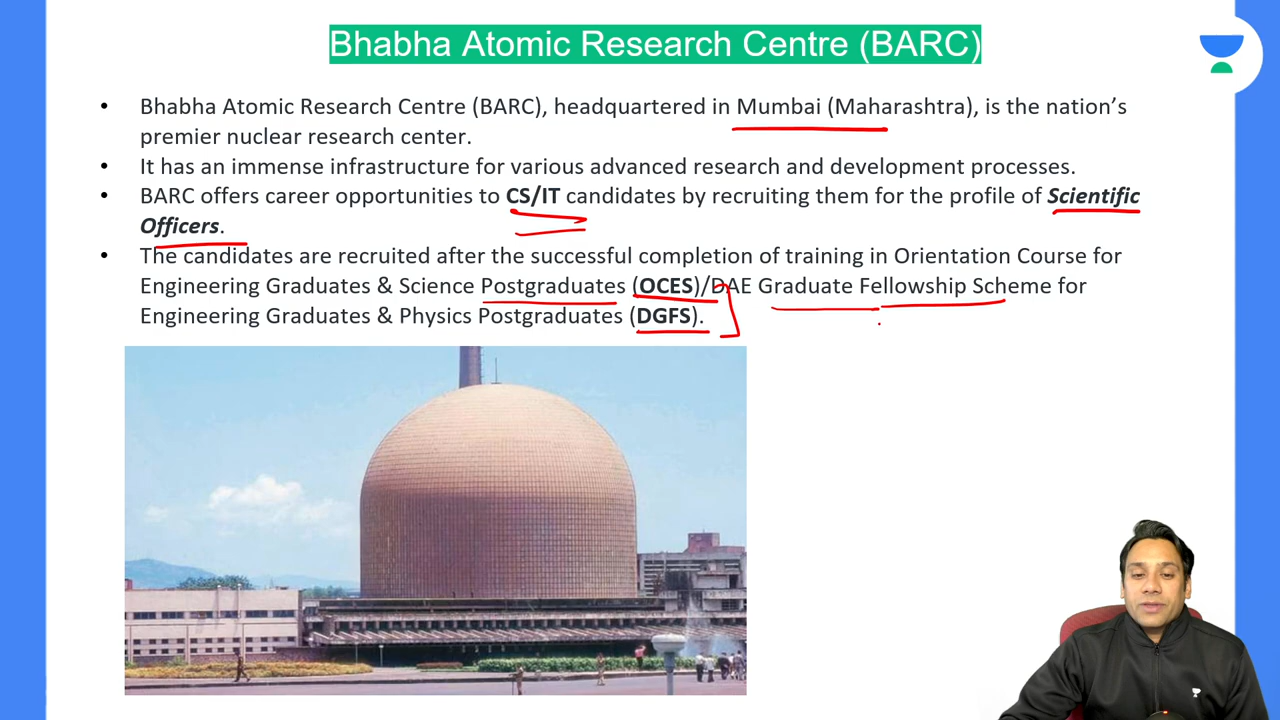 Bhabha Atomic Research Centre (BARC)
• Bhabha Atomic Research Centre (BARC), headquartered in Mumbai (Maharashtra), is the nation’s
premier nuclear research center.
• It has an immense infrastructure for various advanced research and development processes.
• BARC offers career opportunities to CS/IT candidates by recruiting them for the profile of Scientific
Officers.
• The candidates are recruited after the successful completion of training in Orientation Course for
Engineering Graduates & Science Postgraduates (OCES)/DAE Graduate Fellowship Scheme for
Engineering Graduates & Physics Postgraduates (DGFS).